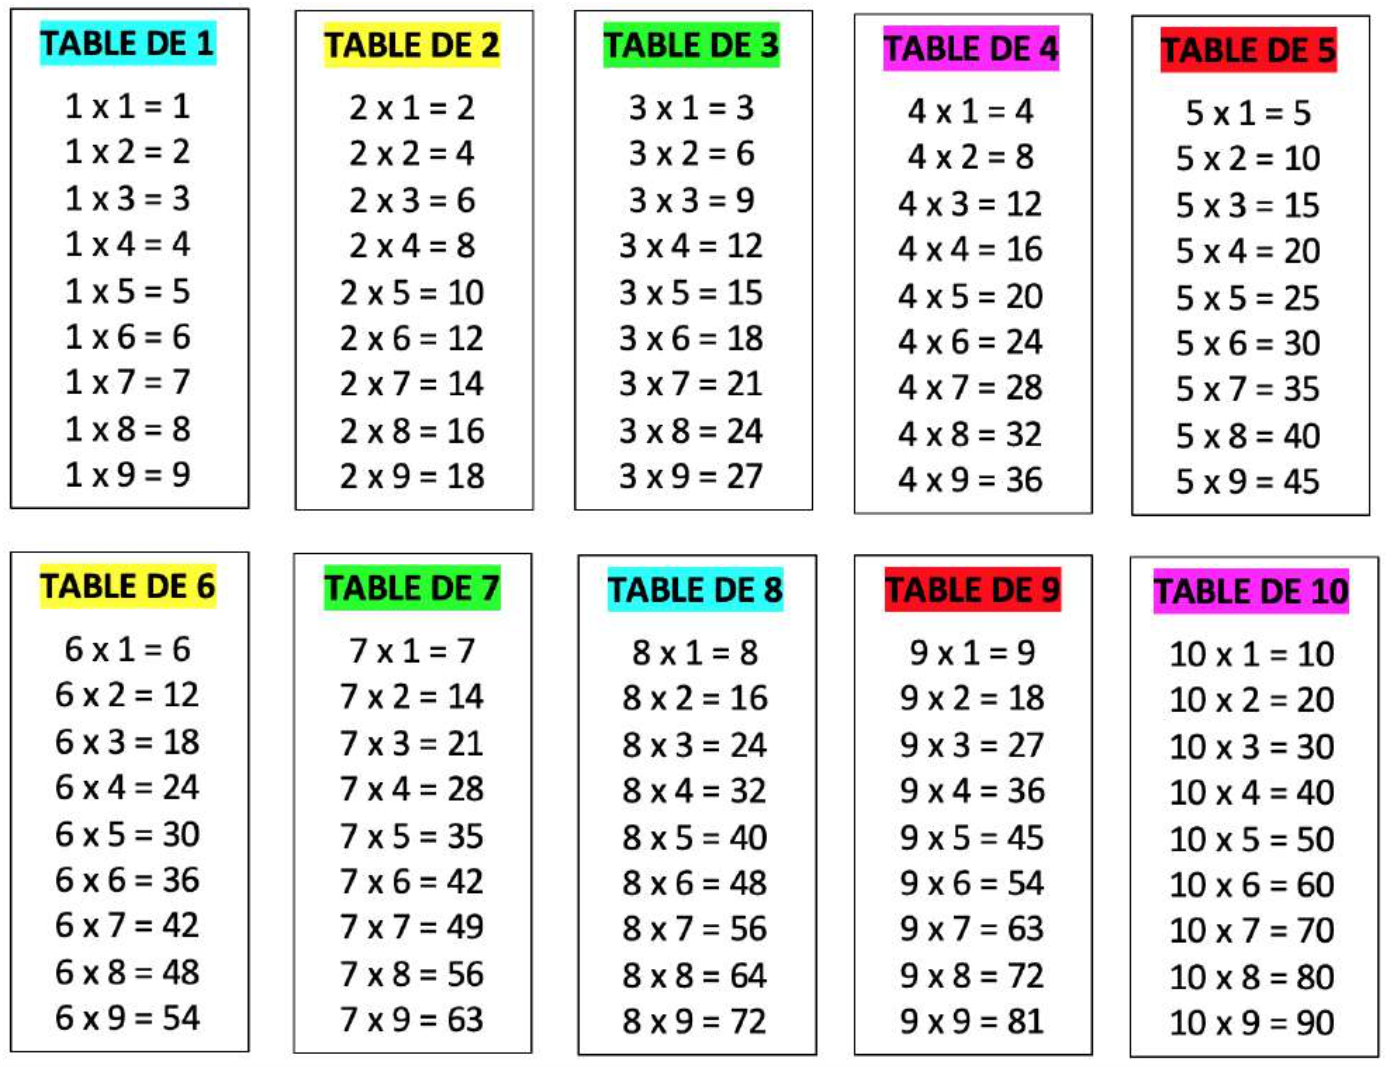 TABLE DE 1
1 x 1 = 1
1 x 2 = 2
1 x 3 = 3
1 x 4 = 4
1 x 5 = 5
1 x 6 = 6
1 x 7 = 7
1 x 8 = 8
1 x 9 = 9
TABLE DE 2
2 x 1 = 2
2 x 2 = 4
2 x 3 = 6
2 x 4 = 8
2 x 5 = 10
2 x 6 = 12
2 x 7 = 14
2 x 8 = 16
2 x 9 = 18
TABLE DE 3
3 x 1 = 3
3 x 2 = 6
3 x 3 = 9
3 x 4 = 12
3 x 5 = 15
3 x 6 = 18
3 x 7 = 21
3 x 8 = 24
3 x 9 = 27
TABLE DE 4
4 x 1 = 4
4 x 2 = 8
4 x 3 = 12
4 x 4 = 16
4 x 5 = 20
4 x 6 = 24
4 x 7 = 28
4 x 8 = 32
4 x 9 = 36
TABLE DE 5
5 x 1 = 5
5 x 2 = 10
5 x 3 = 15
5 x 4 = 20
5 x 5 = 25
5 x 6 = 30
5 x 7 = 35
5 x 8 = 40
5 x 9 = 45
TABLE DE 6
6 x 1 = 6
6 x 2 = 12
6 x 3 = 18
6 x 4 = 24
6 x 5 = 30
6 x 6 = 36
6 x 7 = 42
6 x 8 = 48
6 x 9 = 54
TABLE DE 7
7 x 1 = 7
7 x 2 = 14
7 x 3 = 21
7 x 4 = 28
7 x 5 = 35
7 x 6 = 42
7 x 7 = 49
7 x 8 = 56
7 x 9 = 63
TABLE DE 8
8 x 1 = 8
8 x 2 = 16
8 x 3 = 24
8 x 4 = 32
8 x 5 = 40
8 x 6 = 48
8 x 7 = 56
8 x 8 = 64
8 x 9 = 72
TABLE DE 9
9 x 1 = 9
9 x 2 = 18
9 x 3 = 27
9 x 4 = 36
9 x 5 = 45
9 x 6 = 54
9 x 7 = 63
9 x 8 = 72
9 x 9 = 81
TABLE DE 10
10 x 1 = 10
10 x 2 = 20
10 x 3 = 30
10 x 4 = 40
10 x 5 = 50
10 x 6 = 60
10 x 7 = 70
10 x 8 = 80
10 x 9 = 90